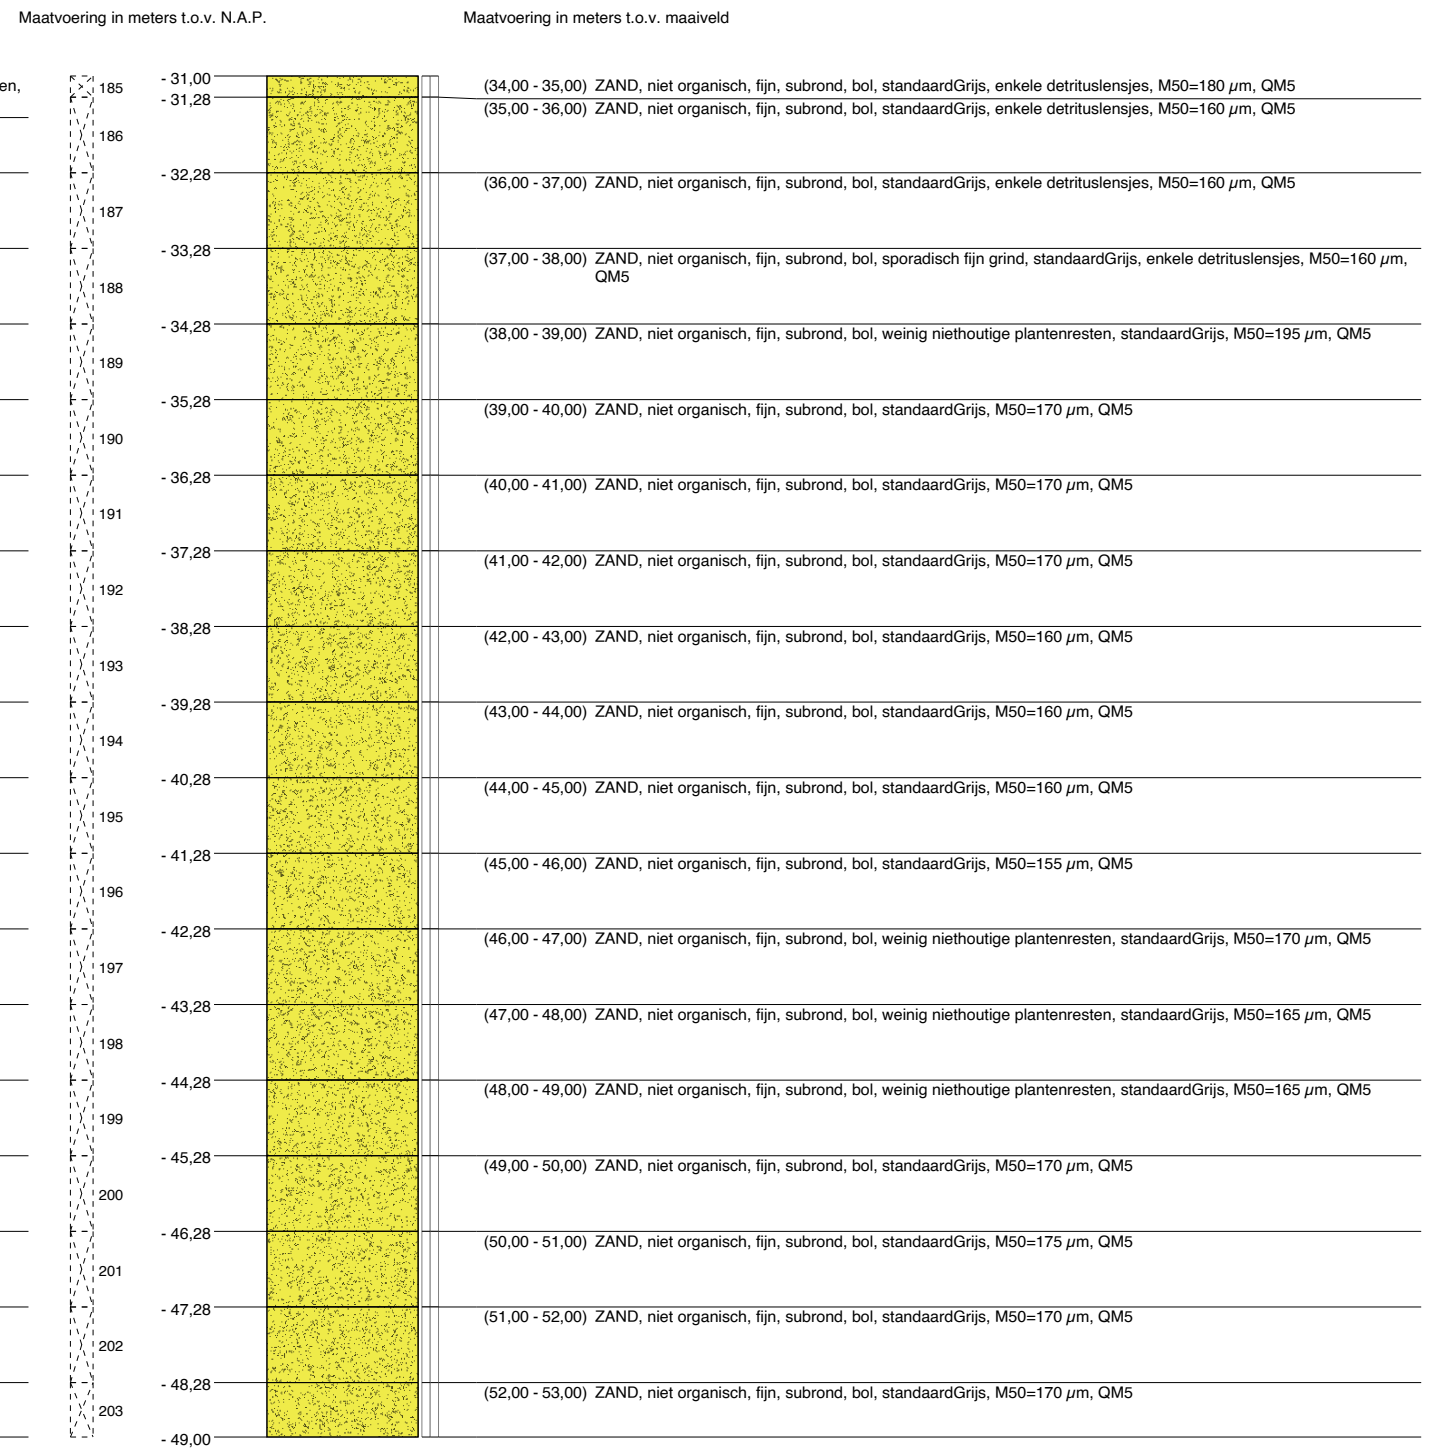 Maatvoering in meters t.o.v. N.A.P. Maatvoering in meters t.o.v. maaiveld
en, 185 - 31,00 (34,00 - 35,00) ZAND, niet organisch, fijn, subrond, bol, standaardGrijs, enkele detrituslensjes, M50=180 µm, QM5
- 31,28 (35,00 - 36,00) ZAND, niet organisch, fijn, subrond, bol, standaardGrijs, enkele detrituslensjes, M50=160 µm, QM5
186
- 32,28 (36,00 - 37,00) ZAND, niet organisch, fijn, subrond, bol, standaardGrijs, enkele detrituslensjes, M50=160 µm, QM5
187
- 33,28 (37,00 - 38,00) ZAND, niet organisch, fijn, subrond, bol, sporadisch fijn grind, standaardGrijs, enkele detrituslensjes, M50=160 µm,
QM5
188
- 34,28 (38,00 - 39,00) ZAND, niet organisch, fijn, subrond, bol, weinig niethoutige plantenresten, standaardGrijs, M50=195 µm, QM5
189
- 35,28 (39,00 - 40,00) ZAND, niet organisch, fijn, subrond, bol, standaardGrijs, M50=170 µm, QM5
190
- 36,28 (40,00 - 41,00) ZAND, niet organisch, fijn, subrond, bol, standaardGrijs, M50=170 µm, QM5
191
- 37,28 (41,00 - 42,00) ZAND, niet organisch, fijn, subrond, bol, standaardGrijs, M50=170 µm, QM5
192
- 38,28 (42,00 - 43,00) ZAND, niet organisch, fijn, subrond, bol, standaardGrijs, M50=160 µm, QM5
193
- 39,28 (43,00 - 44,00) ZAND, niet organisch, fijn, subrond, bol, standaardGrijs, M50=160 µm, QM5
194
- 40,28 (44,00 - 45,00) ZAND, niet organisch, fijn, subrond, bol, standaardGrijs, M50=160 µm, QM5
195
- 41,28 (45,00 - 46,00) ZAND, niet organisch, fijn, subrond, bol, standaardGrijs, M50=155 µm, QM5
196
- 42,28 (46,00 - 47,00) ZAND, niet organisch, fijn, subrond, bol, weinig niethoutige plantenresten, standaardGrijs, M50=170 µm, QM5
197
- 43,28 (47,00 - 48,00) ZAND, niet organisch, fijn, subrond, bol, weinig niethoutige plantenresten, standaardGrijs, M50=165 µm, QM5
198
- 44,28 (48,00 - 49,00) ZAND, niet organisch, fijn, subrond, bol, weinig niethoutige plantenresten, standaardGrijs, M50=165 µm, QM5
199
- 45,28 (49,00 - 50,00) ZAND, niet organisch, fijn, subrond, bol, standaardGrijs, M50=170 µm, QM5
200
- 46,28 (50,00 - 51,00) ZAND, niet organisch, fijn, subrond, bol, standaardGrijs, M50=175 µm, QM5
201
- 47,28 (51,00 - 52,00) ZAND, niet organisch, fijn, subrond, bol, standaardGrijs, M50=170 µm, QM5
202
- 48,28 (52,00 - 53,00) ZAND, niet organisch, fijn, subrond, bol, standaardGrijs, M50=170 µm, QM5
203
- 49,00